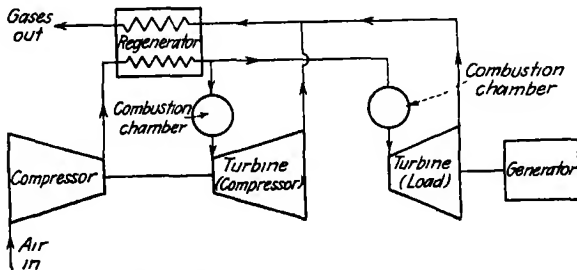 Gases
out
Regenerator
Combustion
chamber
Combustion
chamber
Compressor
Turbine
(Compressor)
Turbine
(Load)
Generator
Air
in